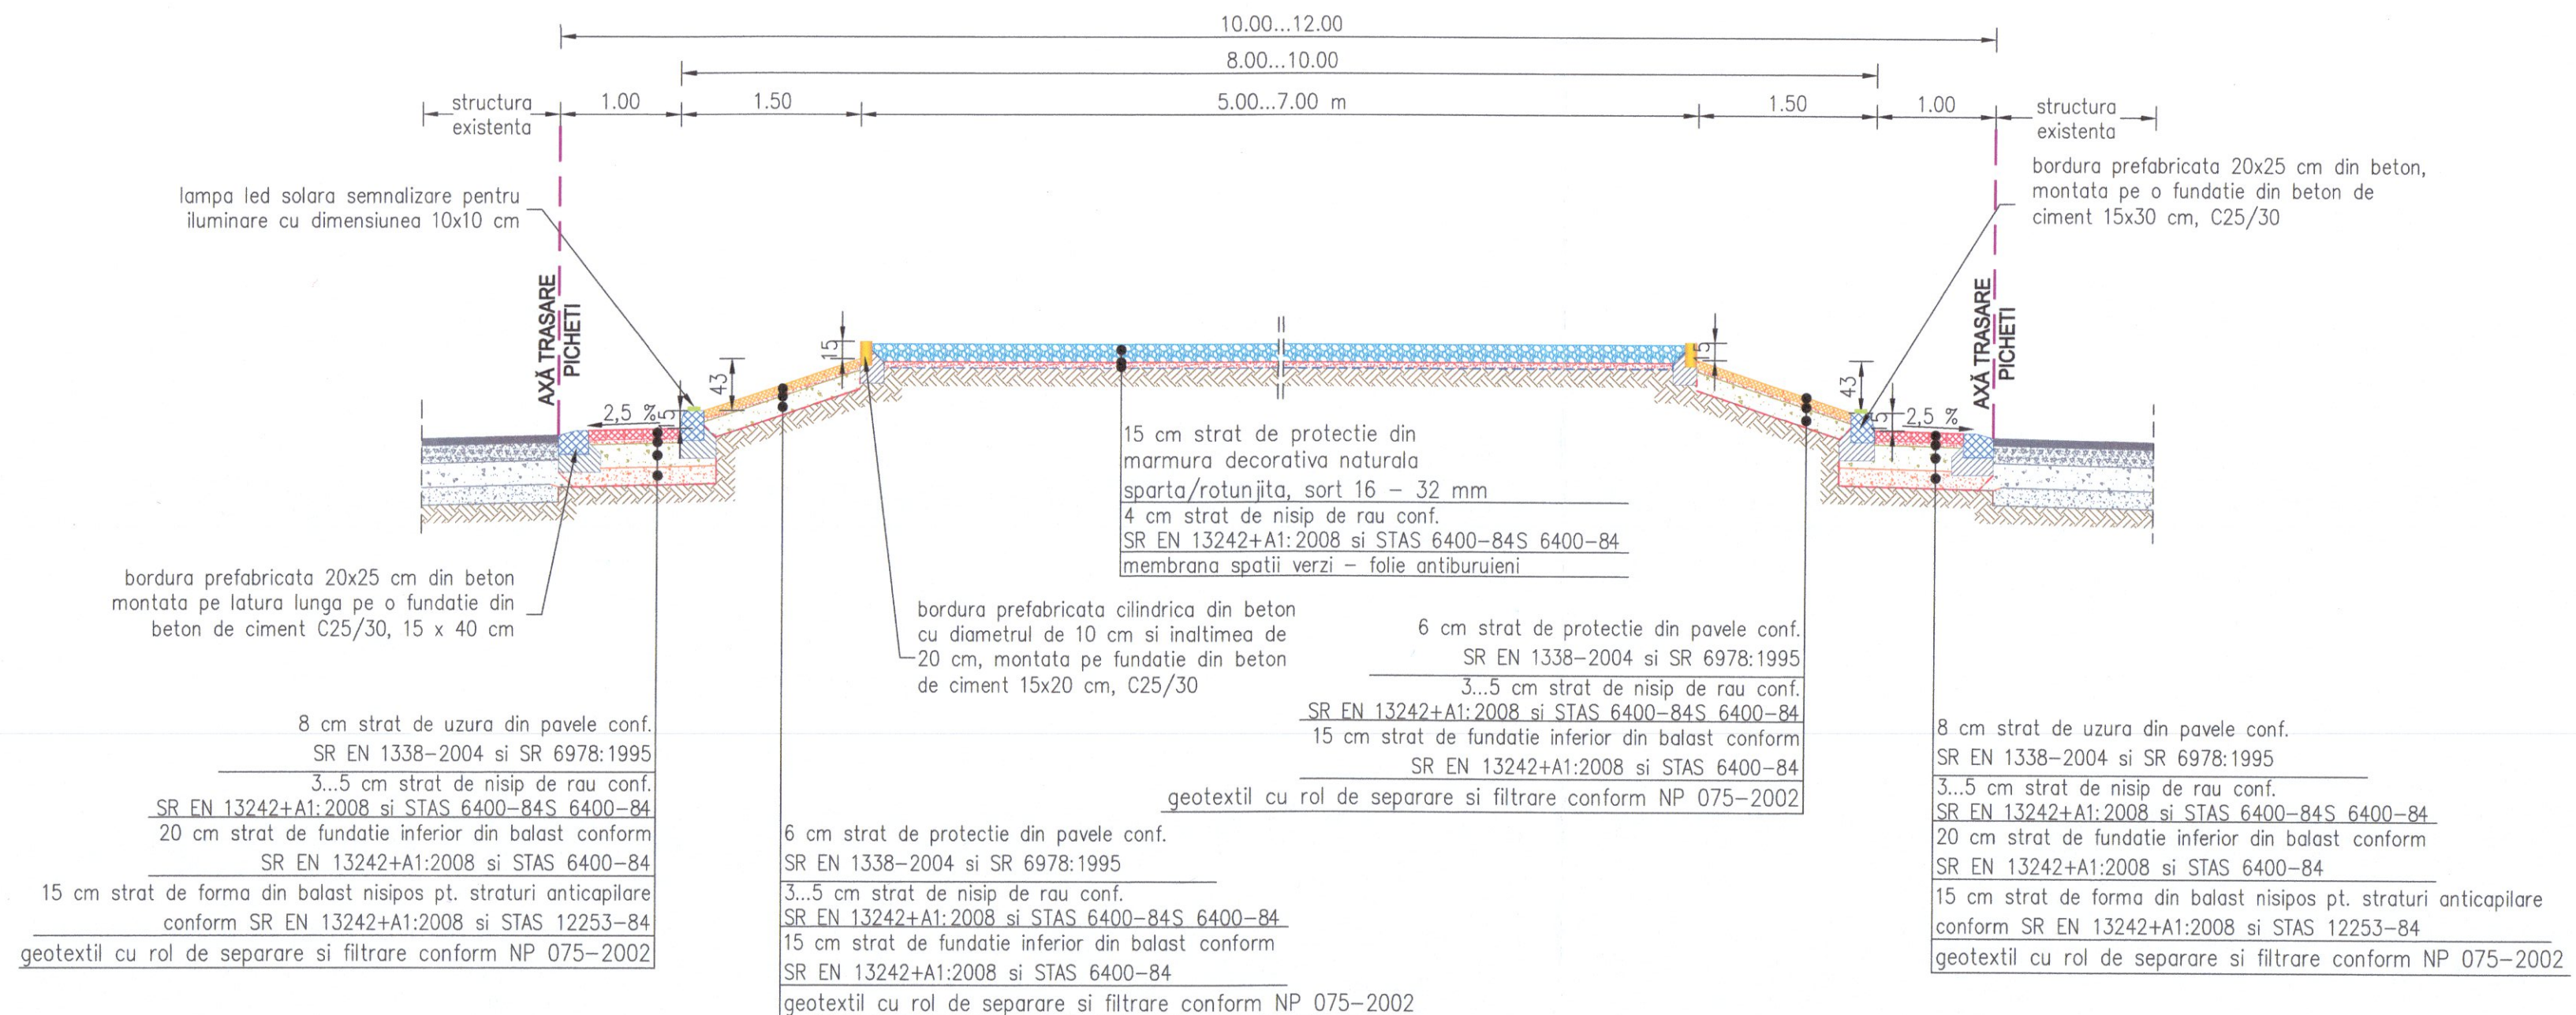 10.00...12.00
8.00...10.00
structura
existenta
1.00
1.50
5.00...7.00 m
1.50
1.00
structura
existenta
lampa led solara semnalizare pentru
iluminare cu dimensiunea 10x10 cm
bordura prefabricata 20x25 cm din beton,
montata pe o fundatie din beton de
ciment 15x30 cm, C25/30
AXĂ TRASARE
PICHETI
AXĂ TRASARE
PICHETI
15
43
15
2,5 %
15
43
15
2,5 %
15 cm strat de protectie din
marmura decorativa naturala
sparta/rotunjita, sort 16 – 32 mm
4 cm strat de nisip de rau conf.
SR EN 13242+A1:2008 si STAS 6400-84S 6400-84
membrana spatii verzi – folie antiburuieni
bordura prefabricata 20x25 cm din beton
montata pe latura lunga pe o fundatie din
beton de ciment C25/30, 15 x 40 cm
bordura prefabricata cilindrica din beton
cu diametrul de 10 cm si inaltimea de
20 cm, montata pe fundatie din beton
de ciment 15x20 cm, C25/30
6 cm strat de protectie din pavele conf.
SR EN 1338-2004 si SR 6978:1995
3...5 cm strat de nisip de rau conf.
SR EN 13242+A1:2008 si STAS 6400-84S 6400-84
15 cm strat de fundatie inferior din balast conform
SR EN 13242+A1:2008 si STAS 6400-84
geotextil cu rol de separare si filtrare conform NP 075-2002
8 cm strat de uzura din pavele conf.
SR EN 1338-2004 si SR 6978:1995
3...5 cm strat de nisip de rau conf.
SR EN 13242+A1:2008 si STAS 6400-84S 6400-84
20 cm strat de fundatie inferior din balast conform
SR EN 13242+A1:2008 si STAS 6400-84
15 cm strat de forma din balast nisipos pt. straturi anticapilare
conform SR EN 13242+A1:2008 si STAS 12253-84
geotextil cu rol de separare si filtrare conform NP 075-2002
6 cm strat de protectie din pavele conf.
SR EN 1338-2004 si SR 6978:1995
3...5 cm strat de nisip de rau conf.
SR EN 13242+A1:2008 si STAS 6400-84S 6400-84
15 cm strat de fundatie inferior din balast conform
SR EN 13242+A1:2008 si STAS 6400-84
geotextil cu rol de separare si filtrare conform NP 075-2002
8 cm strat de uzura din pavele conf.
SR EN 1338-2004 si SR 6978:1995
3...5 cm strat de nisip de rau conf.
SR EN 13242+A1:2008 si STAS 6400-84S 6400-84
20 cm strat de fundatie inferior din balast conform
SR EN 13242+A1:2008 si STAS 6400-84
15 cm strat de forma din balast nisipos pt. straturi anticapilare
conform SR EN 13242+A1:2008 si STAS 12253-84
geotextil cu rol de separare si filtrare conform NP 075-2002